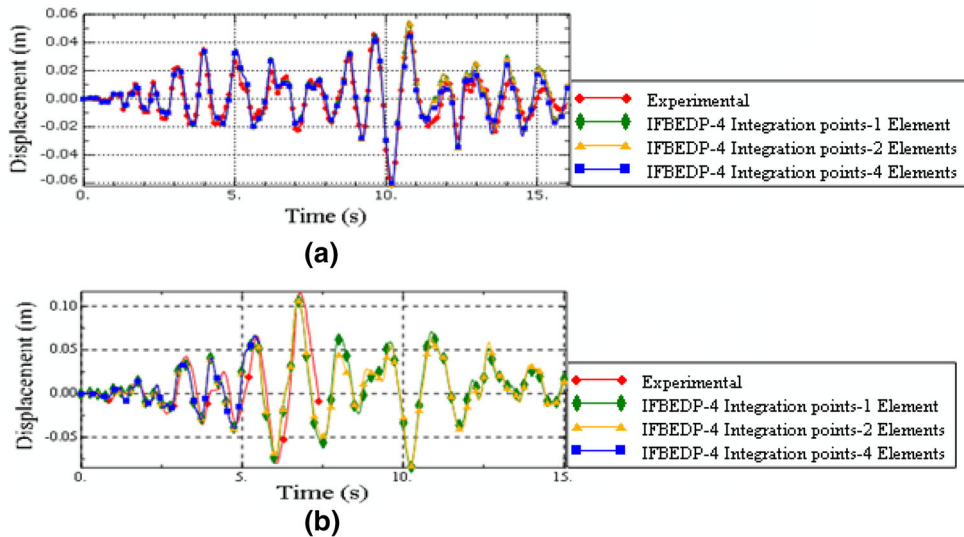 0.06
0.04
0.02
0.00
-0.02
-0.04
-0.06
Displacement (m)
0. 5. 10. 15.
Time (s)
Experimental
IFBEDP-4 Integration points-1 Element
IFBEDP-4 Integration points-2 Elements
IFBEDP-4 Integration points-4 Elements
(a)
0.10
0.05
0.00
-0.05
Displacement (m)
0. 5. 10. 15.
Time (s)
Experimental
IFBEDP-4 Integration points-1 Element
IFBEDP-4 Integration points-2 Elements
IFBEDP-4 Integration points-4 Elements
(b)